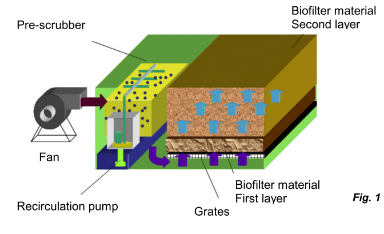 Pre-scrubber
Biofilter material
Second layer
Fan
Recirculation pump
Grates
Biofilter material
First layer
Fig. 1